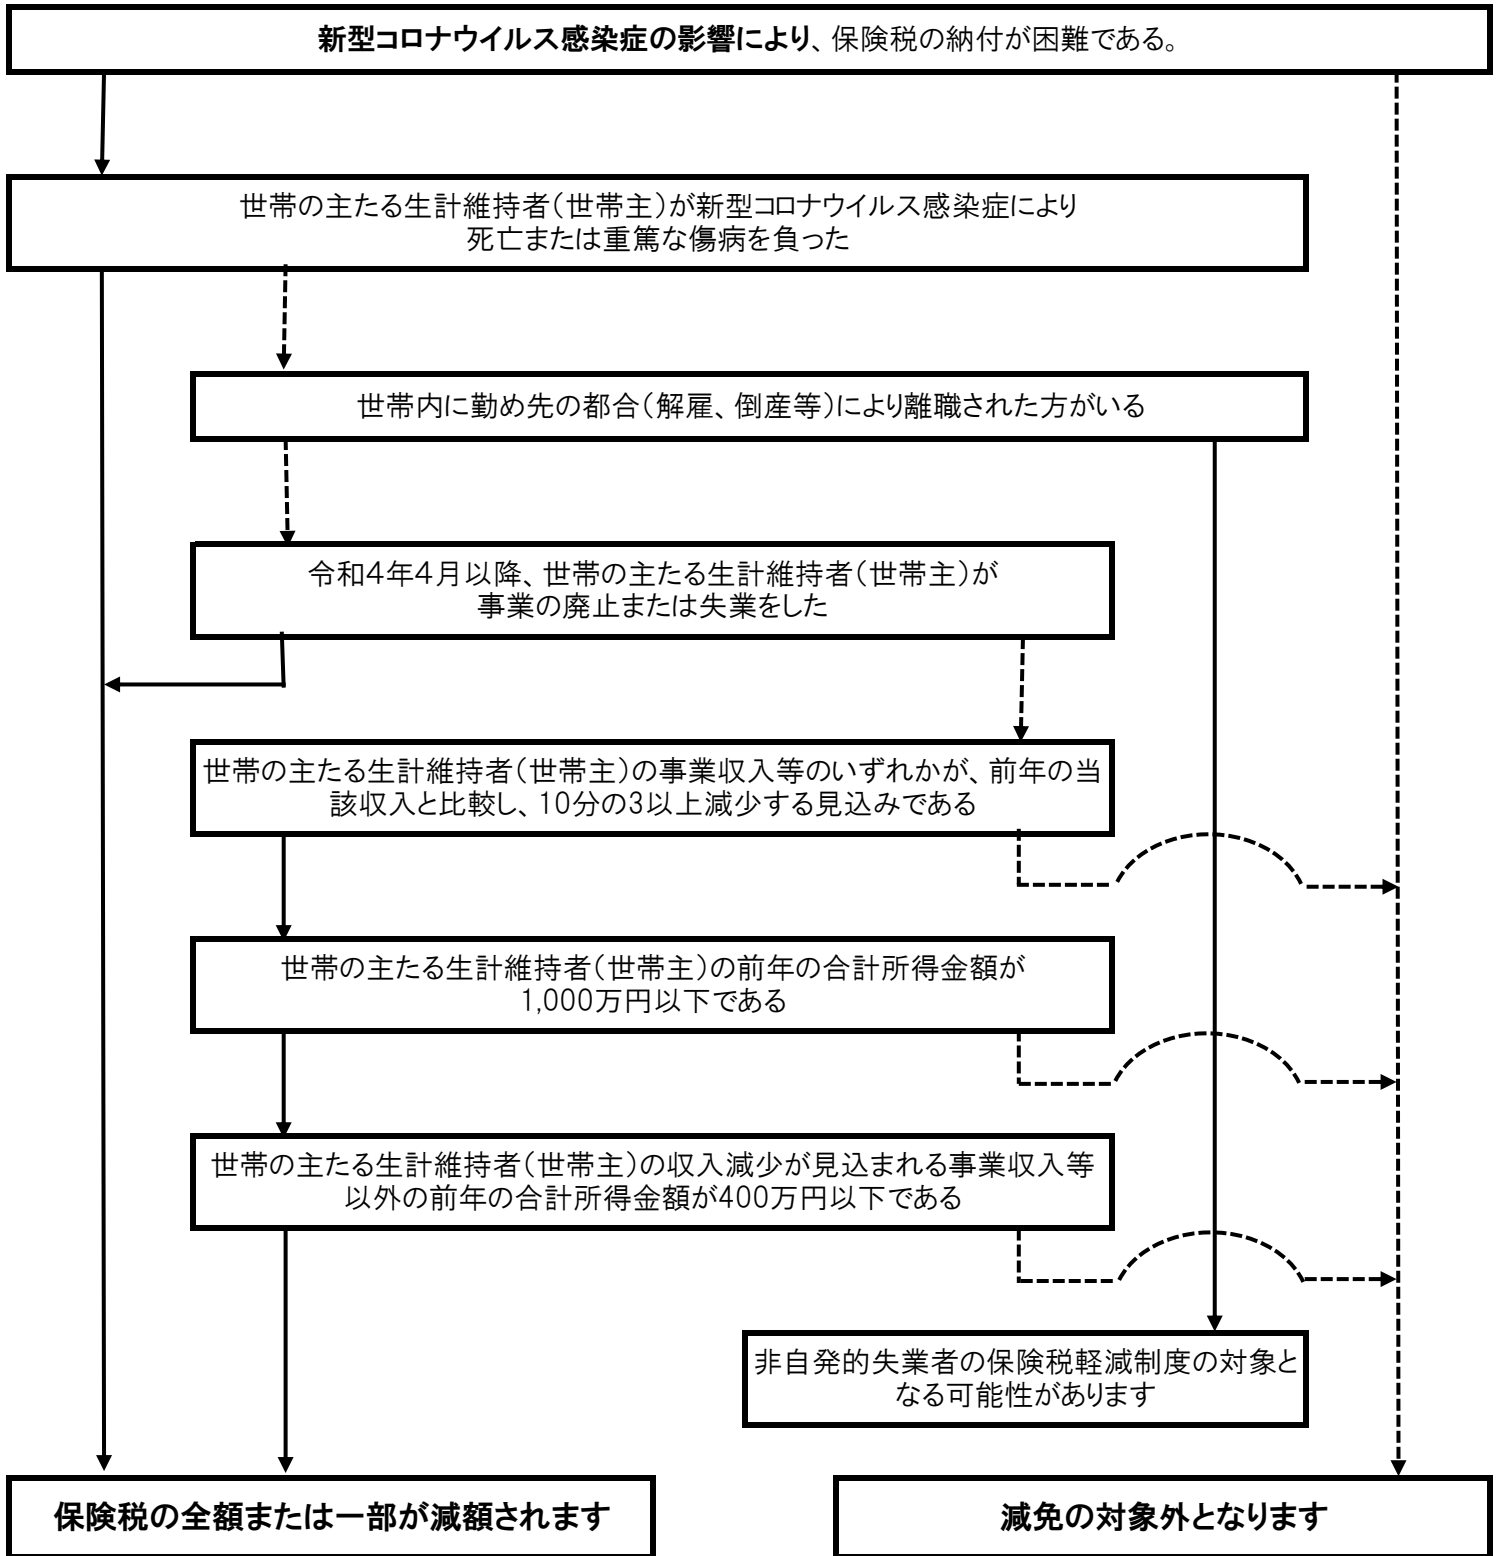 新型コロナウイルス感染症の影響により、保険税の納付が困難である。
世帯の主たる生計維持者(世帯主)が新型コロナウイルス感染症により
死亡または重篤な傷病を負った
世帯内に勤め先の都合(解雇、倒産等)により離職された方がいる
令和4年4月以降、世帯の主たる生計維持者(世帯主)が
事業の廃止または失業をした
世帯の主たる生計維持者(世帯主)の事業収入等のいずれかが、前年の当
該収入と比較し、10分の3以上減少する見込みである
世帯の主たる生計維持者(世帯主)の前年の合計所得金額が
1,000万円以下である
世帯の主たる生計維持者(世帯主)の収入減少が見込まれる事業収入等
以外の前年の合計所得金額が400万円以下である
非自発的失業者の保険税軽減制度の対象と
なる可能性があります
保険税の全額または一部が減額されます
減免の対象外となります